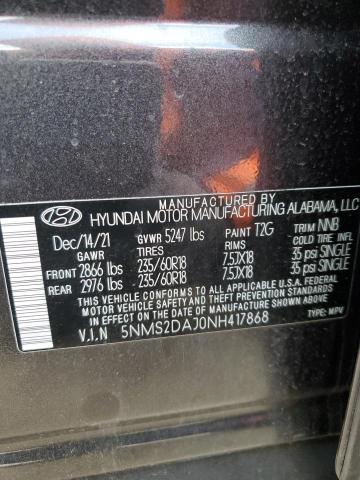 MANUFACTURED BY
HYUNDAI MOTOR MANUFACTURING ALABAMA, LLC
Dec/14/21 GVWR 5247 lbs PAINT T2G TRIM NNB
GAWR TIRES RIMS COLD TIRE INFL
FRONT 2866 lbs 235/60R18 7.5JX18 35 psi SINGLE
REAR 2976 lbs 235/60R18 7.5JX18 35 psi SINGLE
THIS VEHICLE CONFORMS TO ALL APPLICABLE U.S. FEDERAL
MOTOR VEHICLE SAFETY STANDARDS IN EFFECT ON
THE DATE OF MANUFACTURE SHOWN ABOVE.
V.I.N 5NMS2DAJ0NH417868 TYPE: MPV